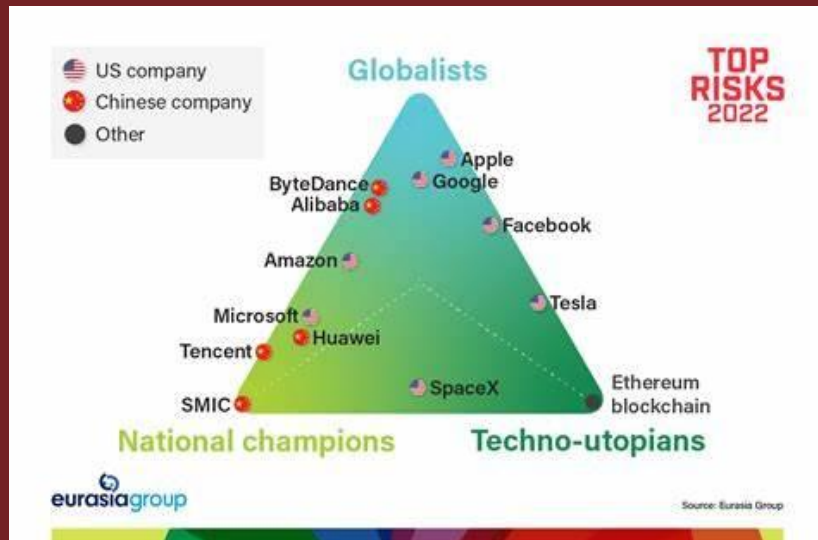 US company
Chinese company
Other
Globalists
TOP
RISKS
2022
Apple
Google
ByteDance
Alibaba
Facebook
Amazon
Tesla
Microsoft
Huawei
Tencent
SpaceX
Ethereum
blockchain
SMIC
National champions
Techno-utopians
eurasiagroup
Source: Eurasia Group